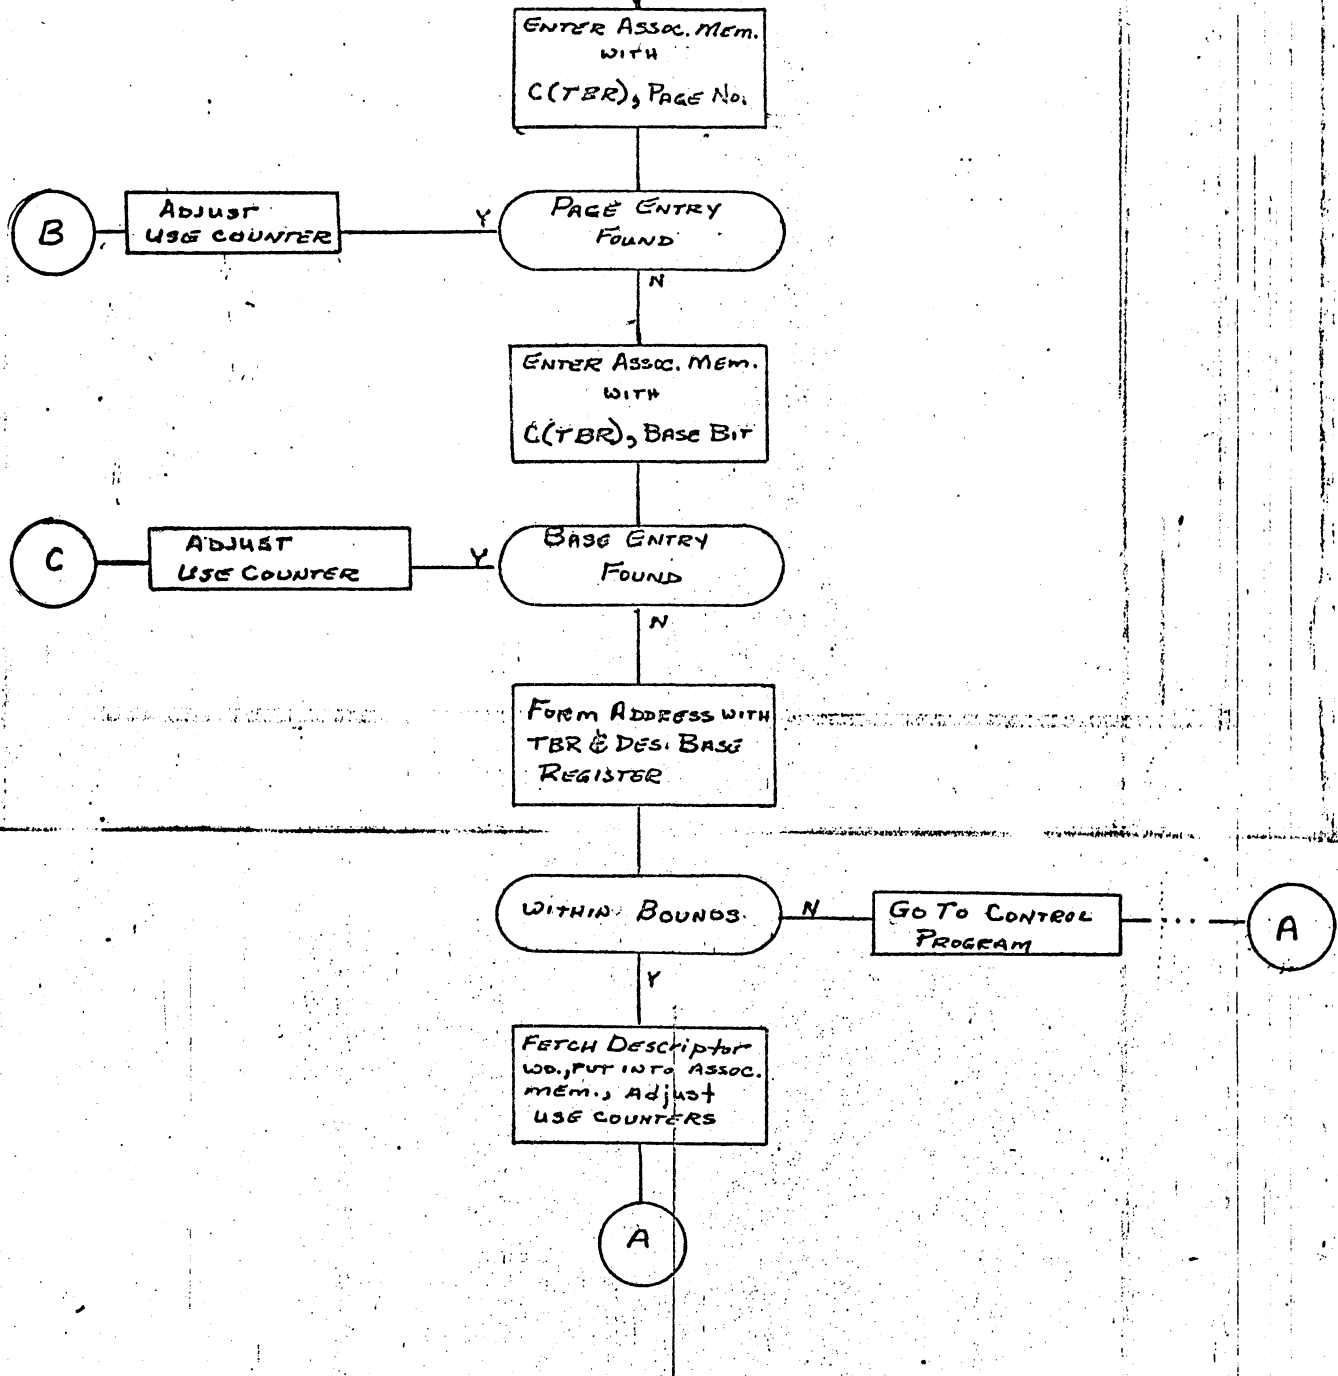 ENTER ASSOC. MEM.
WITH
C(TBR), PAGE NO.
B
ADJUST
USE COUNTER
Y
PAGE ENTRY
FOUND
N
ENTER ASSOC. MEM.
WITH
C(TBR), BASE BIT
C
ADJUST
USE COUNTER
Y
BASE ENTRY
FOUND
N
FORM ADDRESS WITH
TBR & DES. BASE
REGISTER
WITHIN BOUNDS
N
GO TO CONTROL
PROGRAM
...
A
Y
FETCH DEscriptor
WD., PUT INTO ASSOC.
MEM., Adjust
USE COUNTERS
A